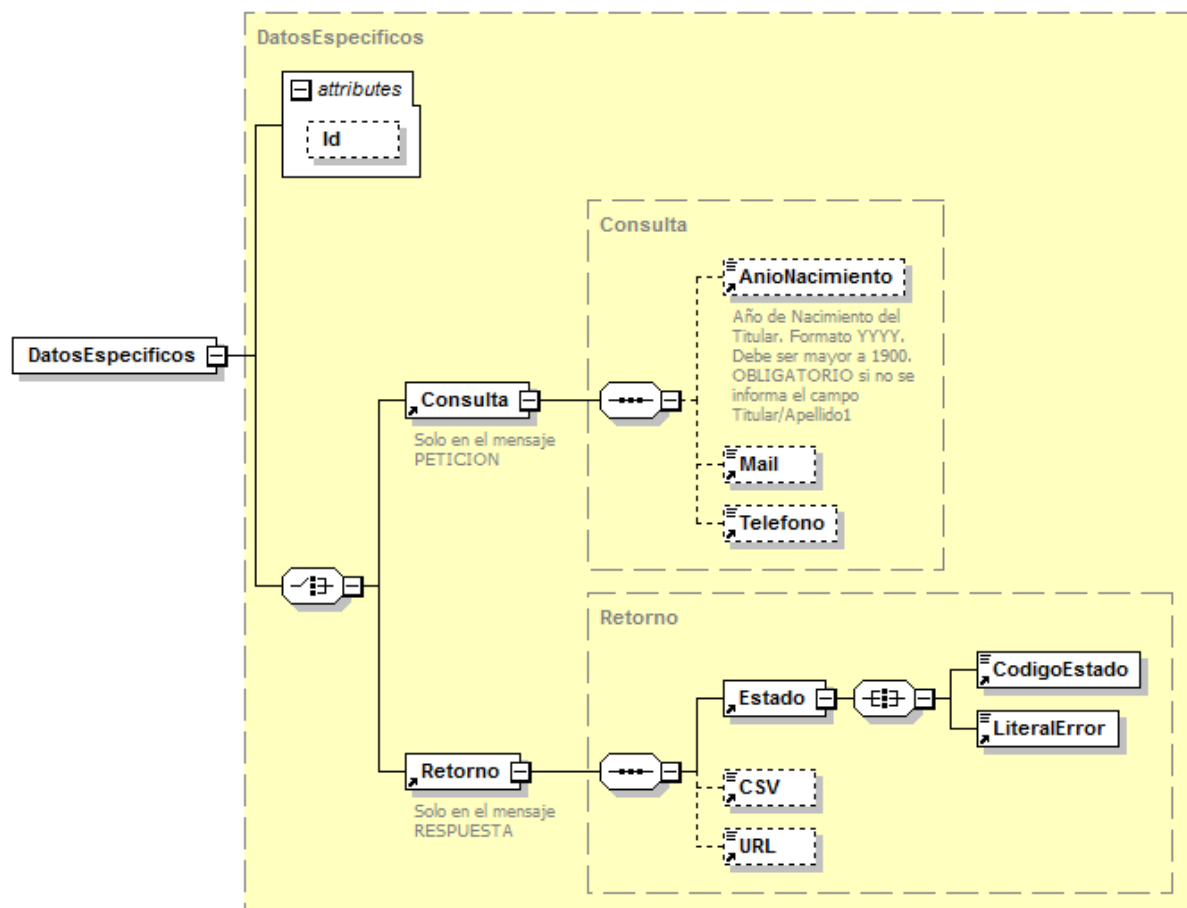 DatosEspecificos
attributes
Id
Consulta
AnioNacimiento
Año de Nacimiento del
Titular. Formato YYYY.
Debe ser mayor a 1900.
OBLIGATORIO si no se
informa el campo
Titular/Apellido1
DatosEspecificos
Consulta
Solo en el mensaje
PETICION
Mail
Telefono
Retorno
CodigoEstado
Estado
LiteralError
Retorno
Solo en el mensaje
RESPUESTA
CSV
URL